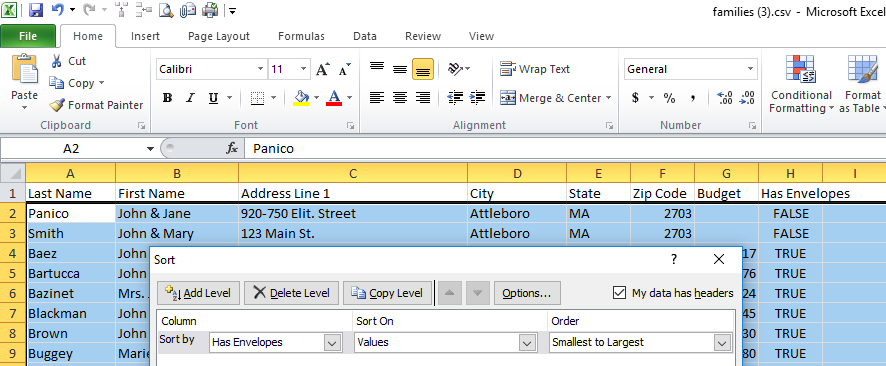 families (3).csv - Microsoft Excel
File Home Insert Page Layout Formulas Data Review View
Cut
Calibri 11 A A Wrap Text General
Copy
Paste Conditional Format
Format Painter B I U A Merge & Center $ % , .0 .00 .00 .0 Formatting as Table
Clipboard Font Alignment Number
A2 fx Panico
A B C D E F G H I
1 Last Name First Name Address Line 1 City State Zip Code Budget Has Envelopes
2 Panico John & Jane 920-750 Elit. Street Attleboro MA 2703 FALSE
3 Smith John & Mary 123 Main St. Attleboro MA 2703 FALSE
4 Baez John 17 TRUE
5 Bartucca John 76 TRUE
6 Bazinet Mrs. 24 TRUE
7 Blackman John 45 TRUE
8 Brown John 30 TRUE
9 Buggey Marie 80 TRUE
Sort ?
Add Level Delete Level Copy Level Options... My data has headers
Column Sort On Order
Sort by Has Envelopes Values Smallest to Largest